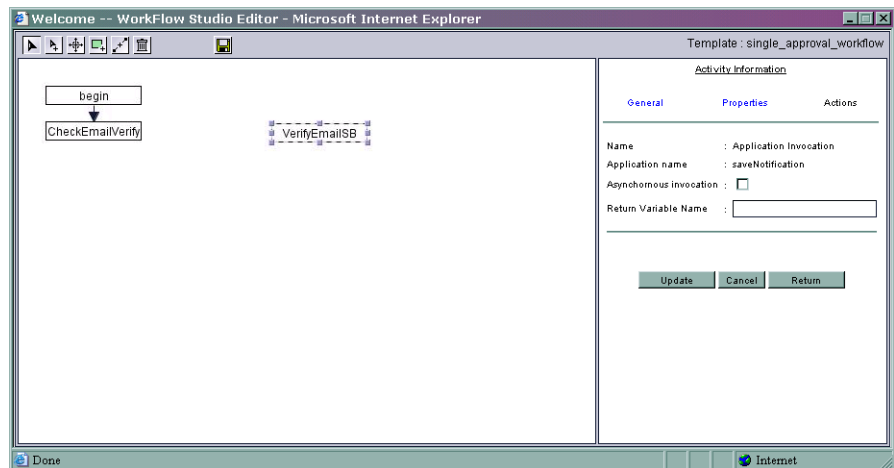 Welcome -- WorkFlow Studio Editor - Microsoft Internet Explorer
Template : single_approval_workflow
begin
CheckEmailVerify
VerifyEmailSB
Activity Information
General Properties Actions
Name : Application Invocation
Application name : saveNotification
Asynchornous invocation :
Return Variable Name :
Update Cancel Return
Done Internet